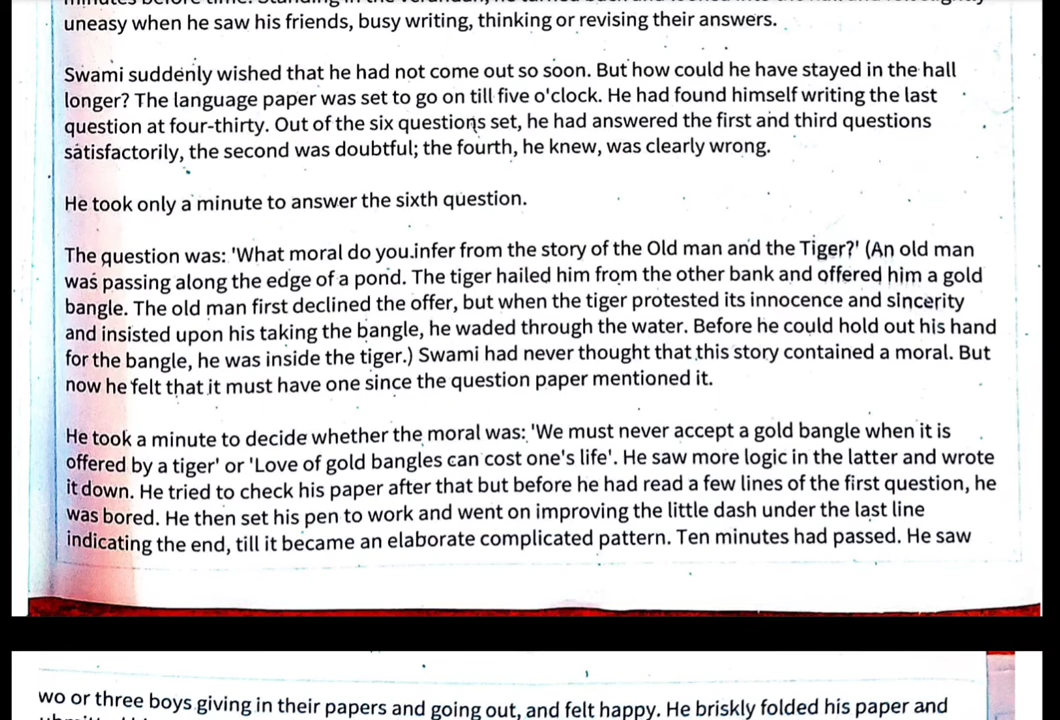 uneasy when he saw his friends, busy writing, thinking or revising their answers.
Swami suddenly wished that he had not come out so soon. But how could he have stayed in the hall
longer? The language paper was set to go on till five o'clock. He had found himself writing the last
question at four-thirty. Out of the six questions set, he had answered the first and third questions
satisfactorily, the second was doubtful; the fourth, he knew, was clearly wrong.
He took only a minute to answer the sixth question.
The question was: 'What moral do you infer from the story of the Old man and the Tiger?' (An old man
was passing along the edge of a pond. The tiger hailed him from the other bank and offered him a gold
bangle. The old man first declined the offer, but when the tiger protested its innocence and sincerity
and insisted upon his taking the bangle, he waded through the water. Before he could hold out his hand
for the bangle, he was inside the tiger.) Swami had never thought that this story contained a moral. But
now he felt that it must have one since the question paper mentioned it.
He took a minute to decide whether the moral was: 'We must never accept a gold bangle when it is
offered by a tiger' or 'Love of gold bangles can cost one's life'. He saw more logic in the latter and wrote
it down. He tried to check his paper after that but before he had read a few lines of the first question, he
was bored. He then set his pen to work and went on improving the little dash under the last line
indicating the end, till it became an elaborate complicated pattern. Ten minutes had passed. He saw
wo or three boys giving in their papers and going out, and felt happy. He briskly folded his paper and